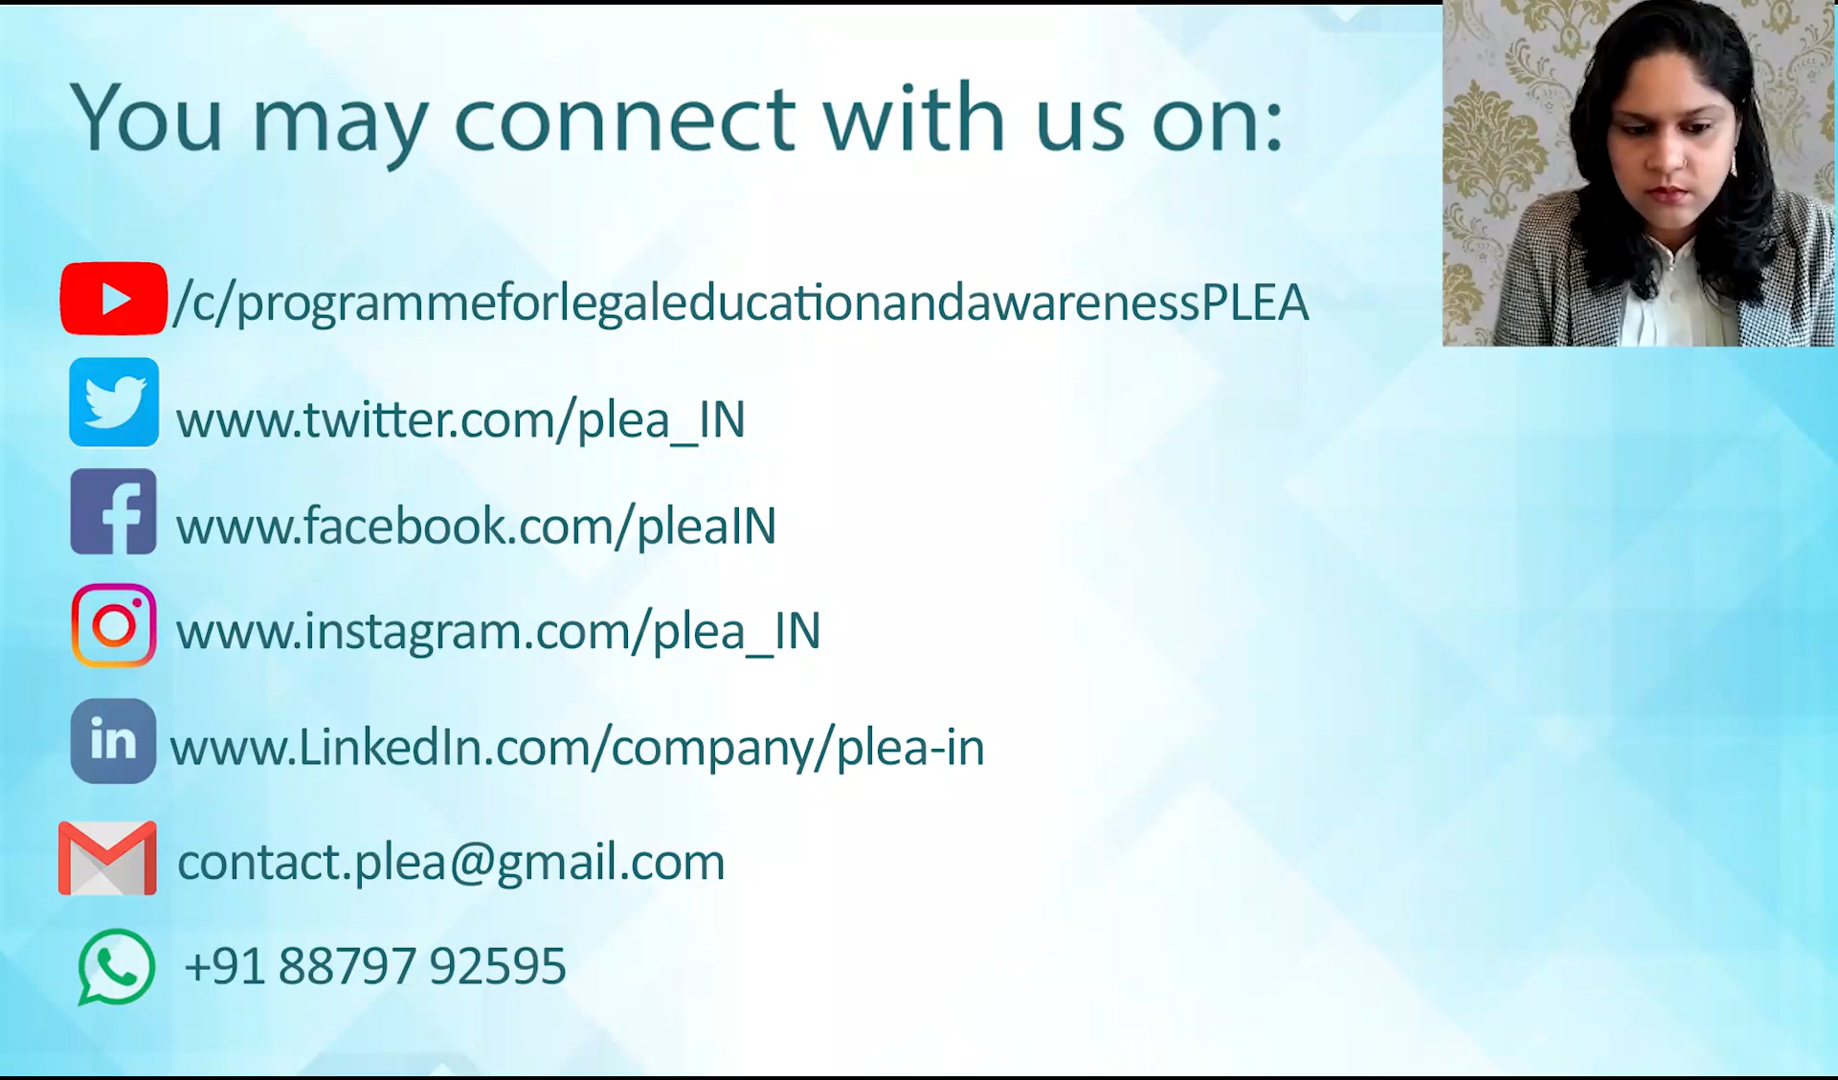 You may connect with us on:
/c/programmeforlegaleducationandawarenessPLEA
www.twitter.com/plea_IN
www.facebook.com/pleaIN
www.instagram.com/plea_IN
in www.LinkedIn.com/company/plea-in
contact.plea@gmail.com
+91 88797 92595